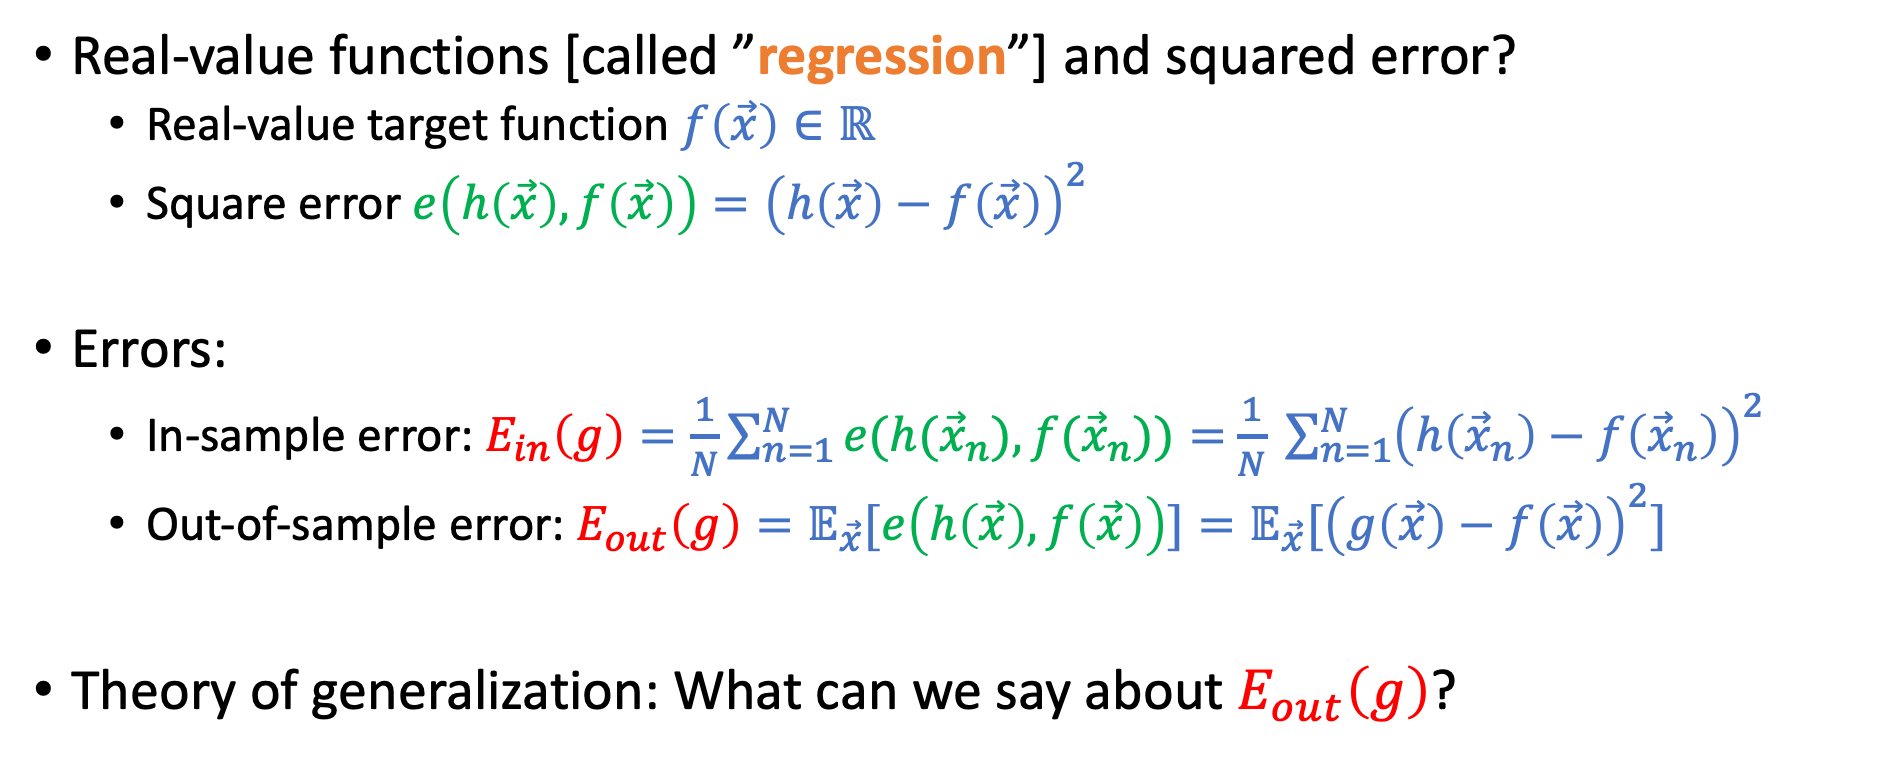 • Real-value functions [called ”regression”] and squared error?
• Real-value target function f(x⃗) ∈ ℝ
• Square error e(h(x⃗), f(x⃗)) = (h(x⃗) − f(x⃗))²
• Errors:
• In-sample error: E_in(g) = 1/N ∑_{n=1}^{N} e(h(x⃗_n), f(x⃗_n)) = 1/N ∑_{n=1}^{N} (h(x⃗_n) − f(x⃗_n))²
• Out-of-sample error: E_out(g) = 𝔼_x⃗[e(h(x⃗), f(x⃗))] = 𝔼_x⃗[(g(x⃗) − f(x⃗))²]
• Theory of generalization: What can we say about E_out(g)?